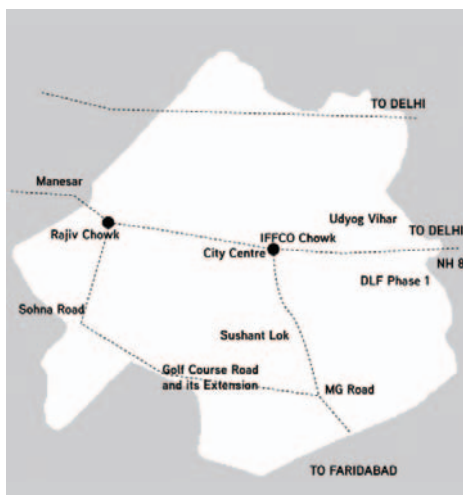 TO DELHI
Manesar
Udyog Vihar
Rajiv Chowk
IFFCO Chowk
TO DELHI
City Centre
NH 8
DLF Phase 1
Sohna Road
Sushant Lok
Golf Course Road
and its Extension
MG Road
TO FARIDABAD